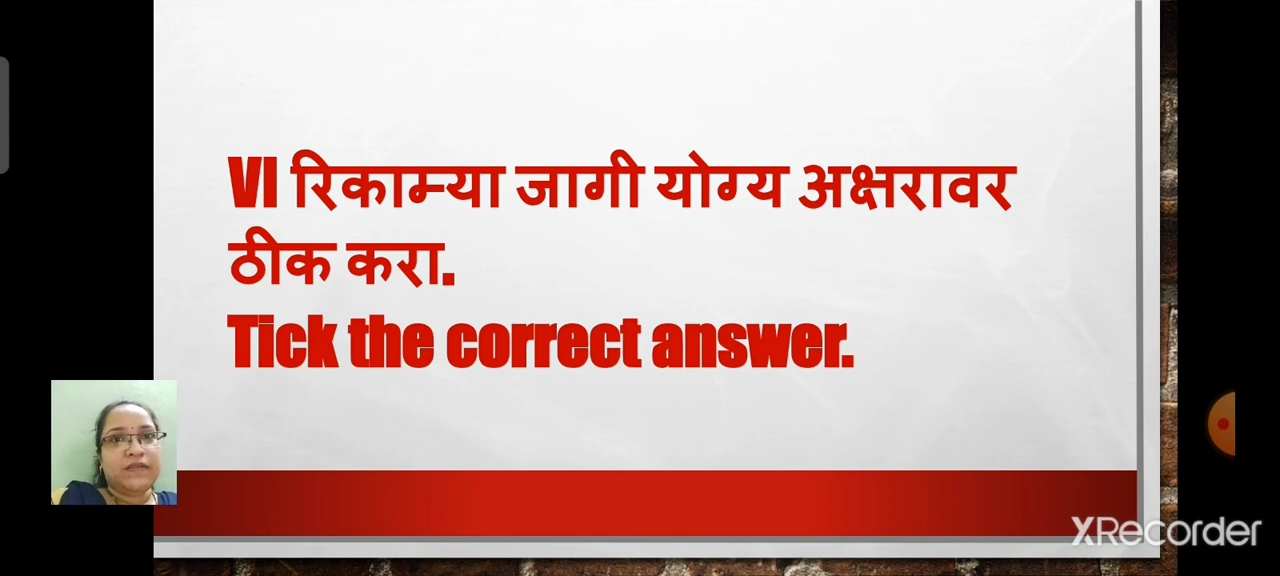 VI रिकाम्या जागी योग्य अक्षरावर
ठीक करा.
Tick the correct answer.
XRecorder